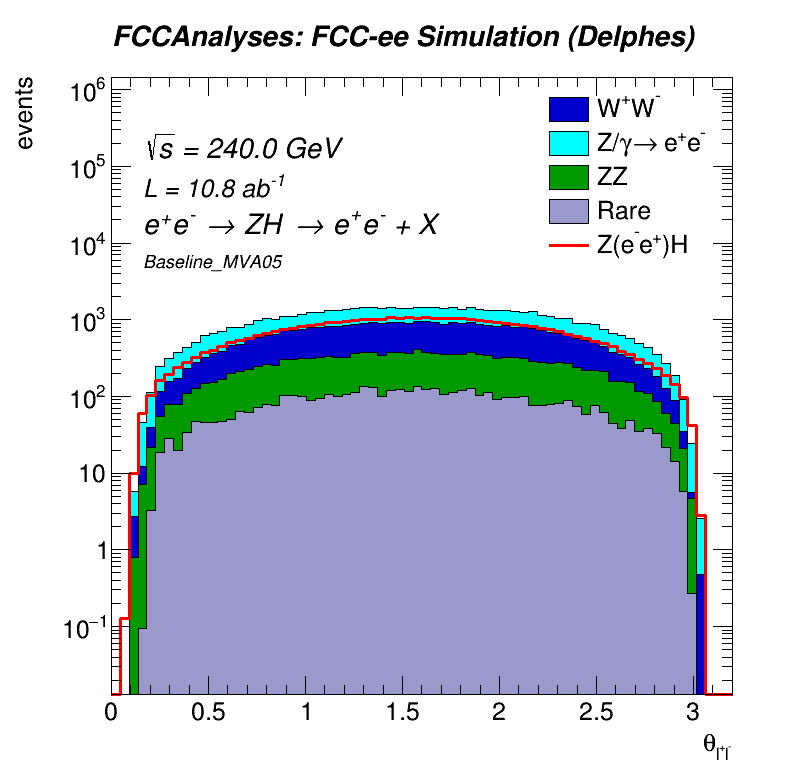 FCCAnalyses: FCC-ee Simulation (Delphes)
events
10⁶
10⁵
10⁴
10³
10²
10
1
10⁻¹
√s = 240.0 GeV
L = 10.8 ab⁻¹
e⁺e⁻ → ZH → e⁺e⁻ + X
Baseline_MVA05
W⁺W⁻
Z/γ→ e⁺e⁻
ZZ
Rare
Z(e⁻e⁺)H
0 0.5 1 1.5 2 2.5 3
θ_l⁺l⁻